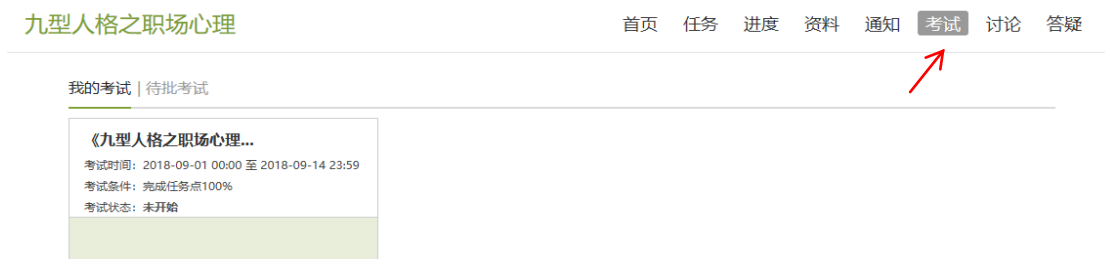 九型人格之职场心理 首页 任务 进度 资料 通知 考试 讨论 答疑
我的考试 | 待批考试
《九型人格之职场心理...
考试时间：2018-09-01 00:00 至 2018-09-14 23:59
考试条件：完成任务点100%
考试状态：未开始